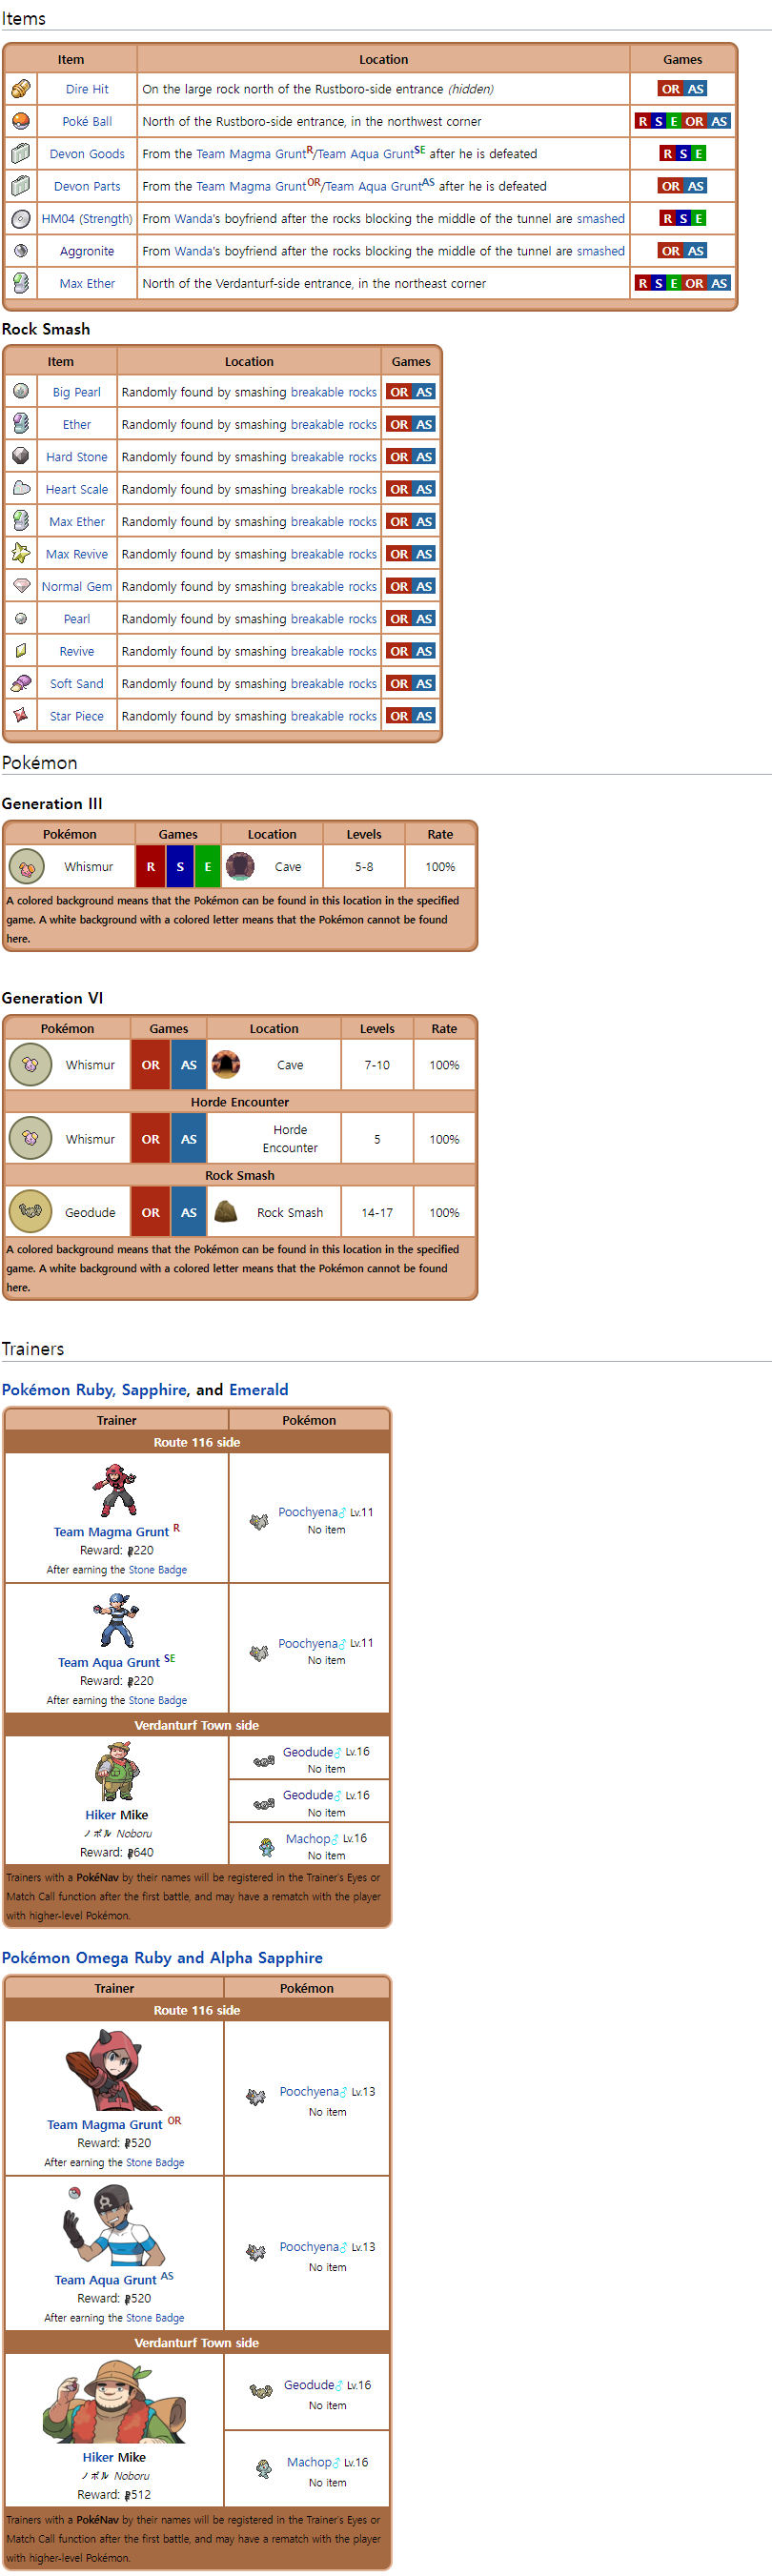 Items
Item Location Games
Dire Hit On the large rock north of the Rustboro-side entrance (hidden) OR AS
Poké Ball North of the Rustboro-side entrance, in the northwest corner R S E OR AS
Devon Goods From the Team Magma Grunt R/Team Aqua Grunt SE after he is defeated R S E
Devon Parts From the Team Magma Grunt OR/Team Aqua Grunt AS after he is defeated OR AS
HM04 (Strength) From Wanda's boyfriend after the rocks blocking the middle of the tunnel are smashed R S E
Aggronite From Wanda's boyfriend after the rocks blocking the middle of the tunnel are smashed OR AS
Max Ether North of the Verdanturf-side entrance, in the northeast corner R S E OR AS
Rock Smash
Item Location Games
Big Pearl Randomly found by smashing breakable rocks OR AS
Ether Randomly found by smashing breakable rocks OR AS
Hard Stone Randomly found by smashing breakable rocks OR AS
Heart Scale Randomly found by smashing breakable rocks OR AS
Max Ether Randomly found by smashing breakable rocks OR AS
Max Revive Randomly found by smashing breakable rocks OR AS
Normal Gem Randomly found by smashing breakable rocks OR AS
Pearl Randomly found by smashing breakable rocks OR AS
Revive Randomly found by smashing breakable rocks OR AS
Soft Sand Randomly found by smashing breakable rocks OR AS
Star Piece Randomly found by smashing breakable rocks OR AS
Pokémon
Generation III
Pokémon Games Location Levels Rate
Whismur R S E Cave 5-8 100%
A colored background means that the Pokémon can be found in this location in the specified
game. A white background with a colored letter means that the Pokémon cannot be found
here.
Generation VI
Pokémon Games Location Levels Rate
Whismur OR AS Cave 7-10 100%
Horde Encounter
Whismur OR AS Horde
Encounter 5 100%
Rock Smash
Geodude OR AS Rock Smash 14-17 100%
A colored background means that the Pokémon can be found in this location in the specified
game. A white background with a colored letter means that the Pokémon cannot be found
here.
Trainers
Pokémon Ruby, Sapphire, and Emerald
Trainer Pokémon
Route 116 side
Team Magma Grunt R
Reward: 220
After earning the Stone Badge
Poochyena♂ Lv.11
No item
Team Aqua Grunt SE
Reward: 220
After earning the Stone Badge
Poochyena♂ Lv.11
No item
Verdanturf Town side
Hiker Mike
ノボル Noboru
Reward: 640
Geodude♂ Lv.16
No item
Geodude♂ Lv.16
No item
Machop♂ Lv.16
No item
Trainers with a PokéNav by their names will be registered in the Trainer's Eyes or
Match Call function after the first battle, and may have a rematch with the player
with higher-level Pokémon.
Pokémon Omega Ruby and Alpha Sapphire
Trainer Pokémon
Route 116 side
Team Magma Grunt OR
Reward: 520
After earning the Stone Badge
Poochyena♂ Lv.13
No item
Team Aqua Grunt AS
Reward: 520
After earning the Stone Badge
Poochyena♂ Lv.13
No item
Verdanturf Town side
Hiker Mike
ノボル Noboru
Reward: 512
Geodude♂ Lv.16
No item
Machop♂ Lv.16
No item
Trainers with a PokéNav by their names will be registered in the Trainer's Eyes or
Match Call function after the first battle, and may have a rematch with the player
with higher-level Pokémon.